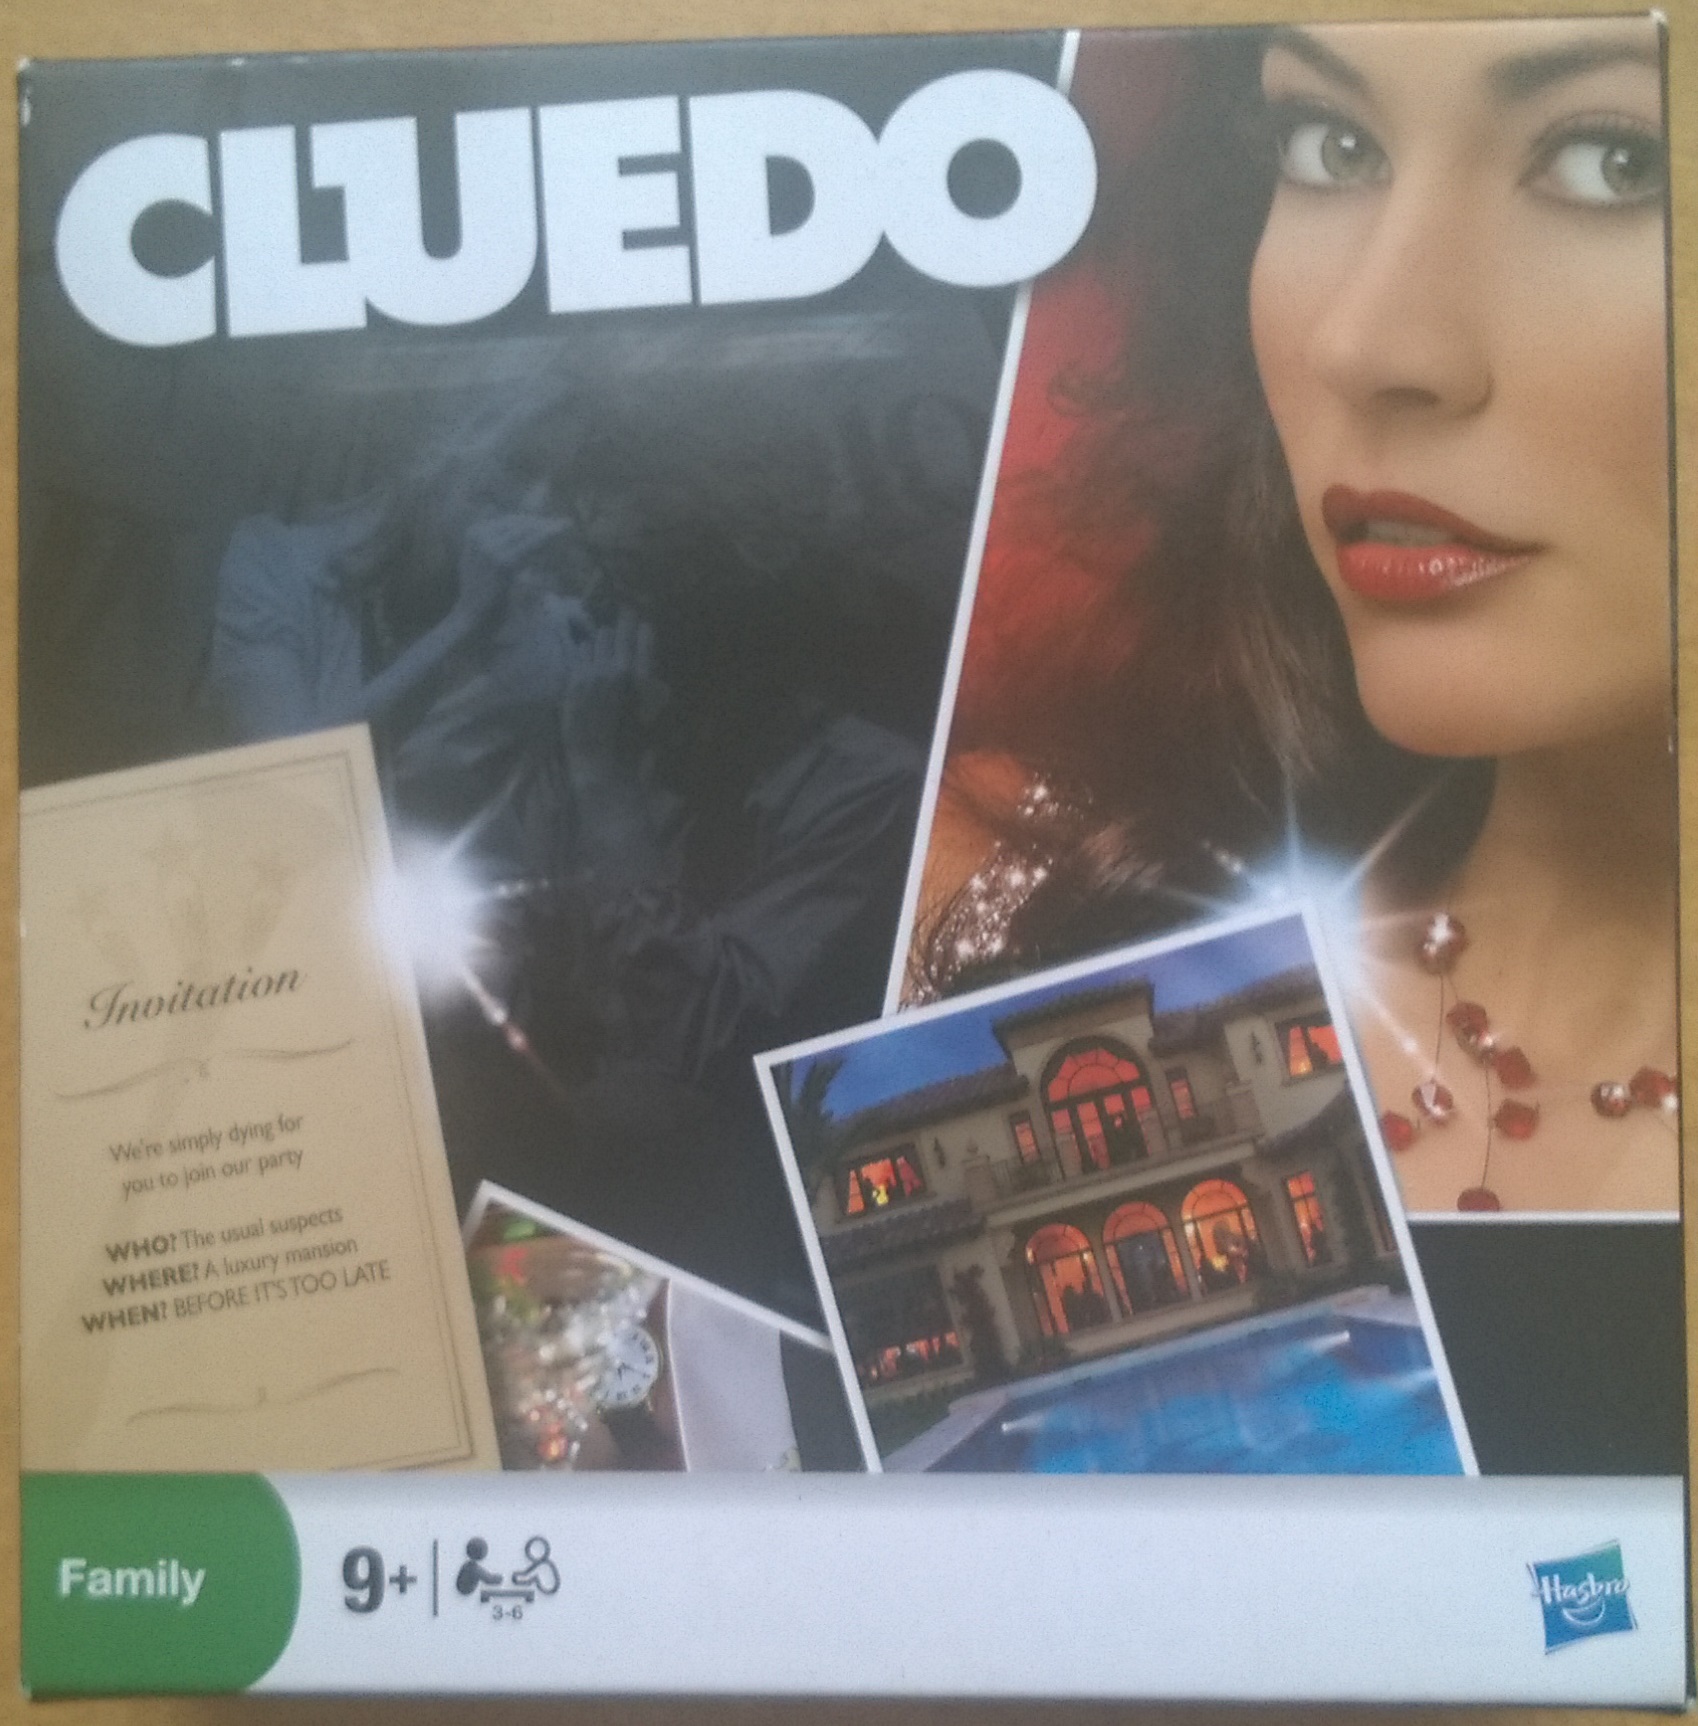 CLUEDO
Invitation
We're simply dying for
you to join our party
WHO? The usual suspects
WHERE? A luxury mansion
WHEN? BEFORE IT'S TOO LATE
Family
9+
3-6
Hasbro